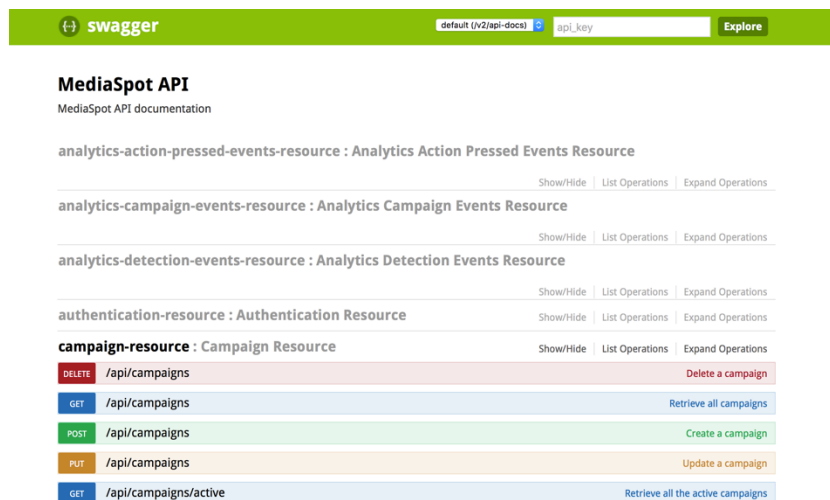 {···} swagger default (/v2/api-docs) api_key Explore
MediaSpot API
MediaSpot API documentation
analytics-action-pressed-events-resource : Analytics Action Pressed Events Resource
Show/Hide List Operations Expand Operations
analytics-campaign-events-resource : Analytics Campaign Events Resource
Show/Hide List Operations Expand Operations
analytics-detection-events-resource : Analytics Detection Events Resource
Show/Hide List Operations Expand Operations
authentication-resource : Authentication Resource Show/Hide List Operations Expand Operations
campaign-resource : Campaign Resource Show/Hide List Operations Expand Operations
DELETE /api/campaigns Delete a campaign
GET /api/campaigns Retrieve all campaigns
POST /api/campaigns Create a campaign
PUT /api/campaigns Update a campaign
GET /api/campaigns/active Retrieve all the active campaigns